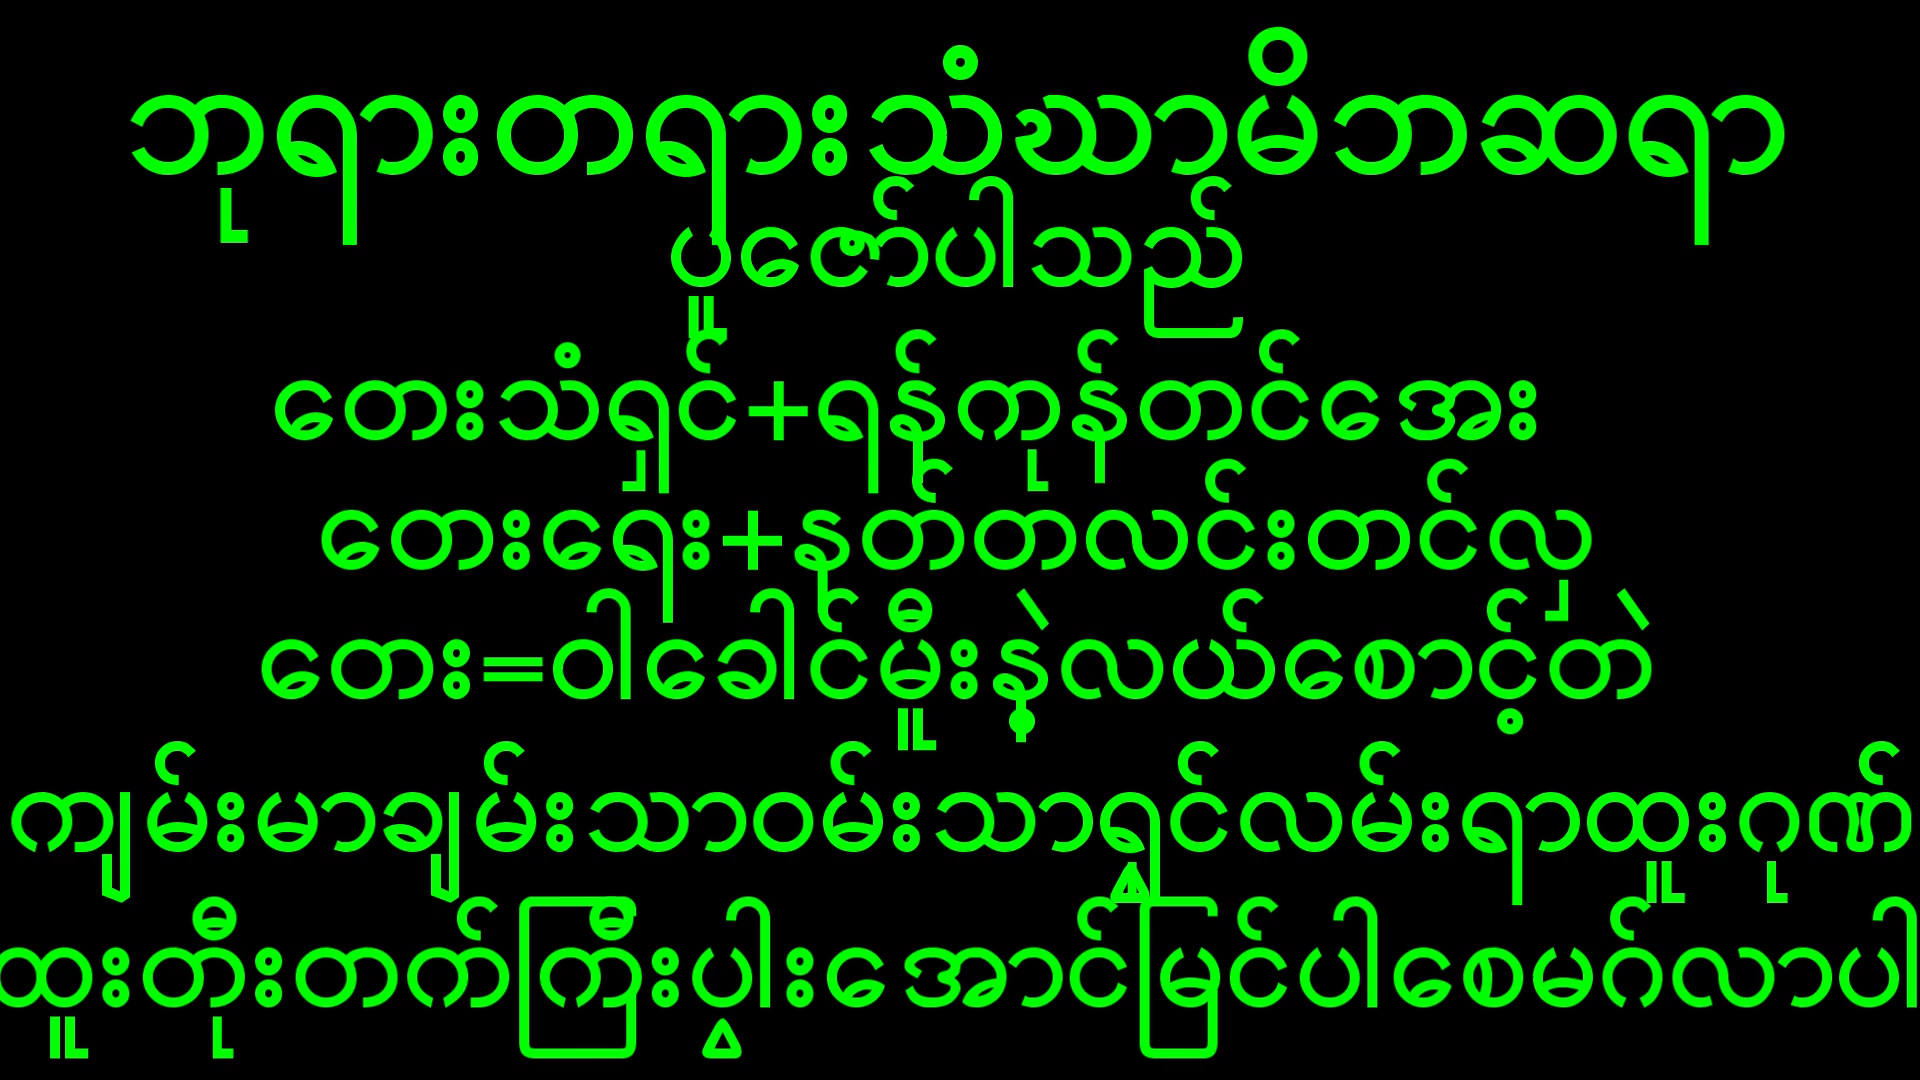 ဘုရားတရားသံဃာမိဘဆရာ
ပူဇော်ပါသည်
တေးသံရှင်+ရန်ကုန်တင်အေး
တေးရေး+နတ်တလင်းတင်လှ
တေး=ဝါခေါင်မူီးနဲ့လယ်စောင့်တဲ
ကျမ်းမာချမ်းသာဝမ်းသာရွှင်လမ်းရာထူးဂုဏ်
ထူးတိုီးတက်ကြီးပွါးအောင်မြင်ပါစေမင်္ဂလာပါ